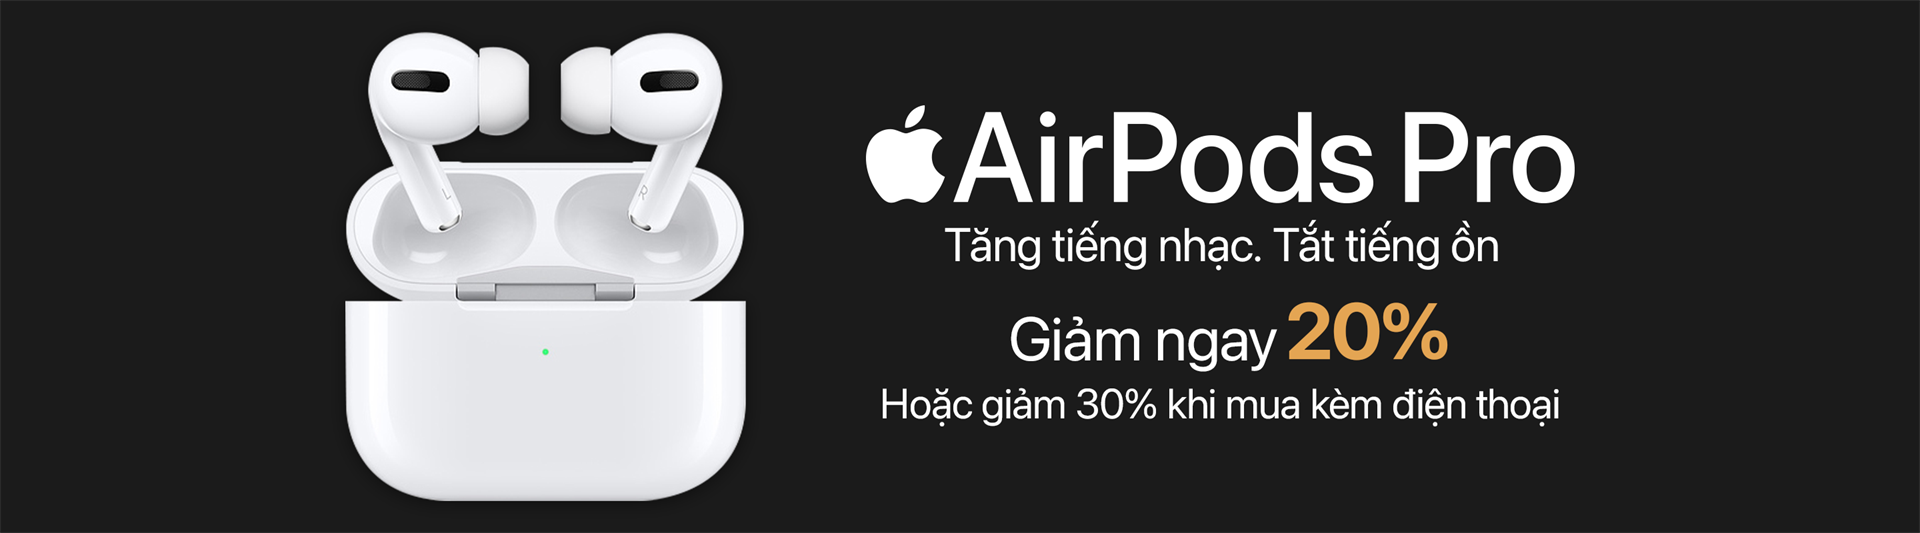 AirPods Pro
Tăng tiếng nhạc. Tắt tiếng ồn
Giảm ngay 20%
Hoặc giảm 30% khi mua kèm điện thoại
L
R